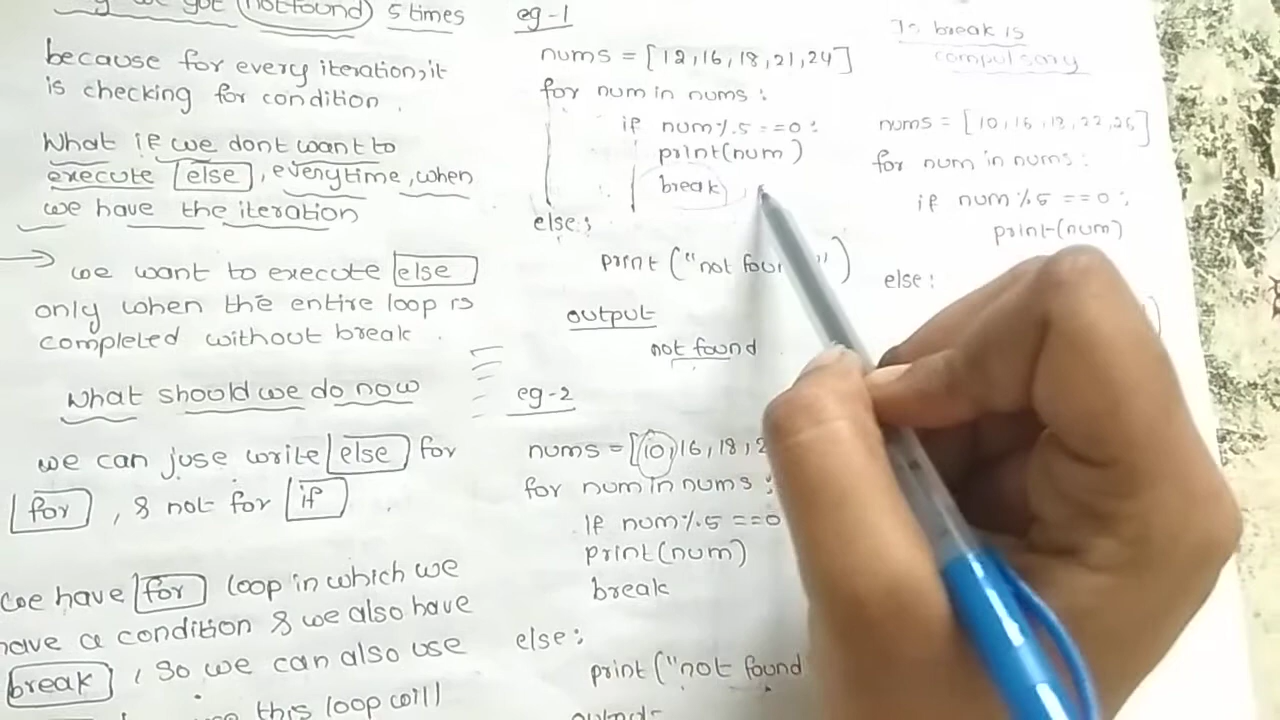 got not found 5 times
because for every iteration, it
is checking for condition.
What if we dont want to
execute else, everytime, when
we have the iteration
→ we want to execute else
only when the entire loop is
completed without break.
What should we do now
we can juse write else for
for, & not for if
we have for loop in which we
have a condition & we also have
break, so we can also use
this loop will
eg-1
nums = [12,16,18,21,24]
for num in nums:
if num%5==0:
print(num)
break
else:
print("not
output
not found
eg-2
nums = [10,16,18,2
for num in nums:
If num%5==0
print(num)
break
else:
print("not found
Is break is
compulsory
nums = [10,16,18,22,26]
for num in nums:
if num%5==0:
print(num)
else: